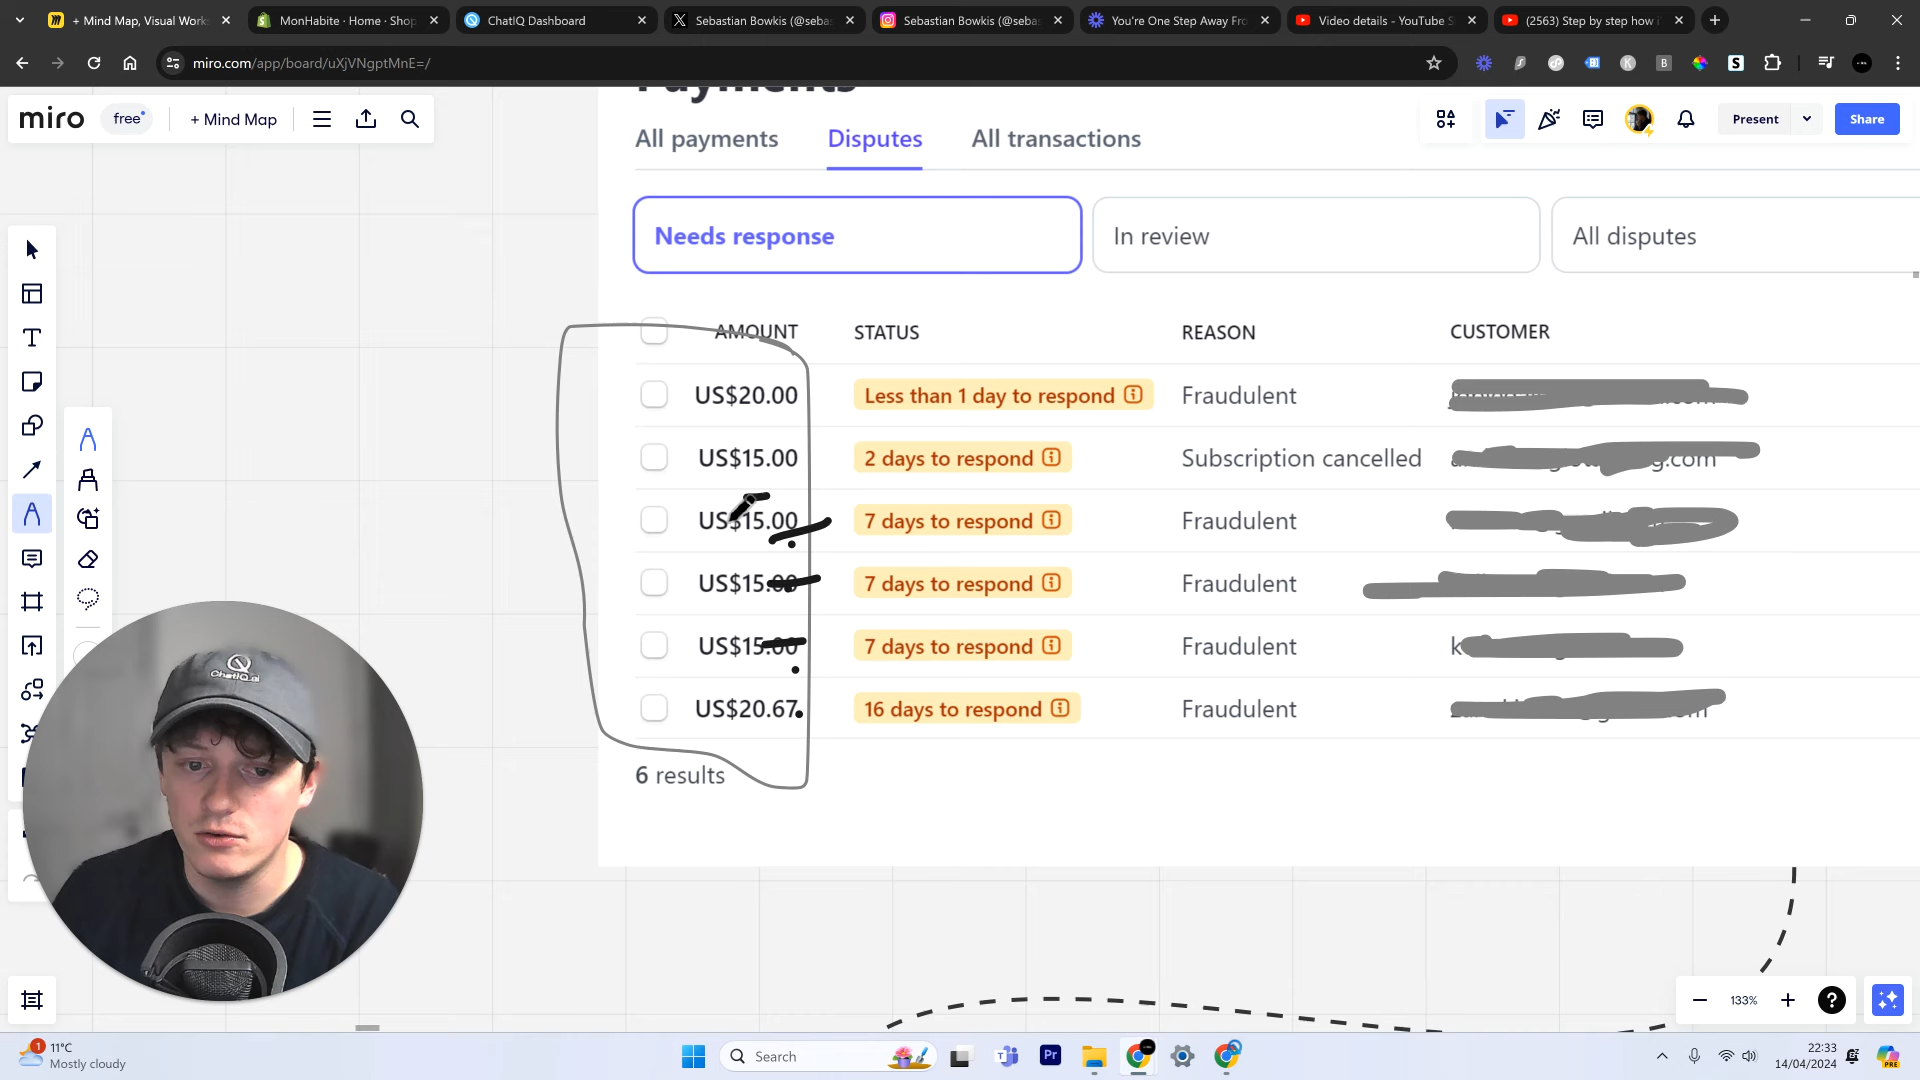 + Mind Map, Visual Work
MonHabite · Home · Shop
ChatIQ Dashboard
Sebastian Bowkis (@seba
Sebastian Bowkis (@seba
You're One Step Away Fro
Video details - YouTube S
(2563) Step by step how i
miro.com/app/board/uXjVNgptMnE=/
miro
free
+ Mind Map
Present
Share
Payments
All payments
Disputes
All transactions
Needs response
In review
All disputes
AMOUNT STATUS REASON CUSTOMER
US$20.00 Less than 1 day to respond Fraudulent
US$15.00 2 days to respond Subscription cancelled g.com
US$15.00 7 days to respond Fraudulent
US$15.00 7 days to respond Fraudulent
US$15.00 7 days to respond Fraudulent k
US$20.67 16 days to respond Fraudulent
6 results
ChatIQ.ai
133%
1
11°C
Mostly cloudy
Search
Pr
22:33
14/04/2024
PRE